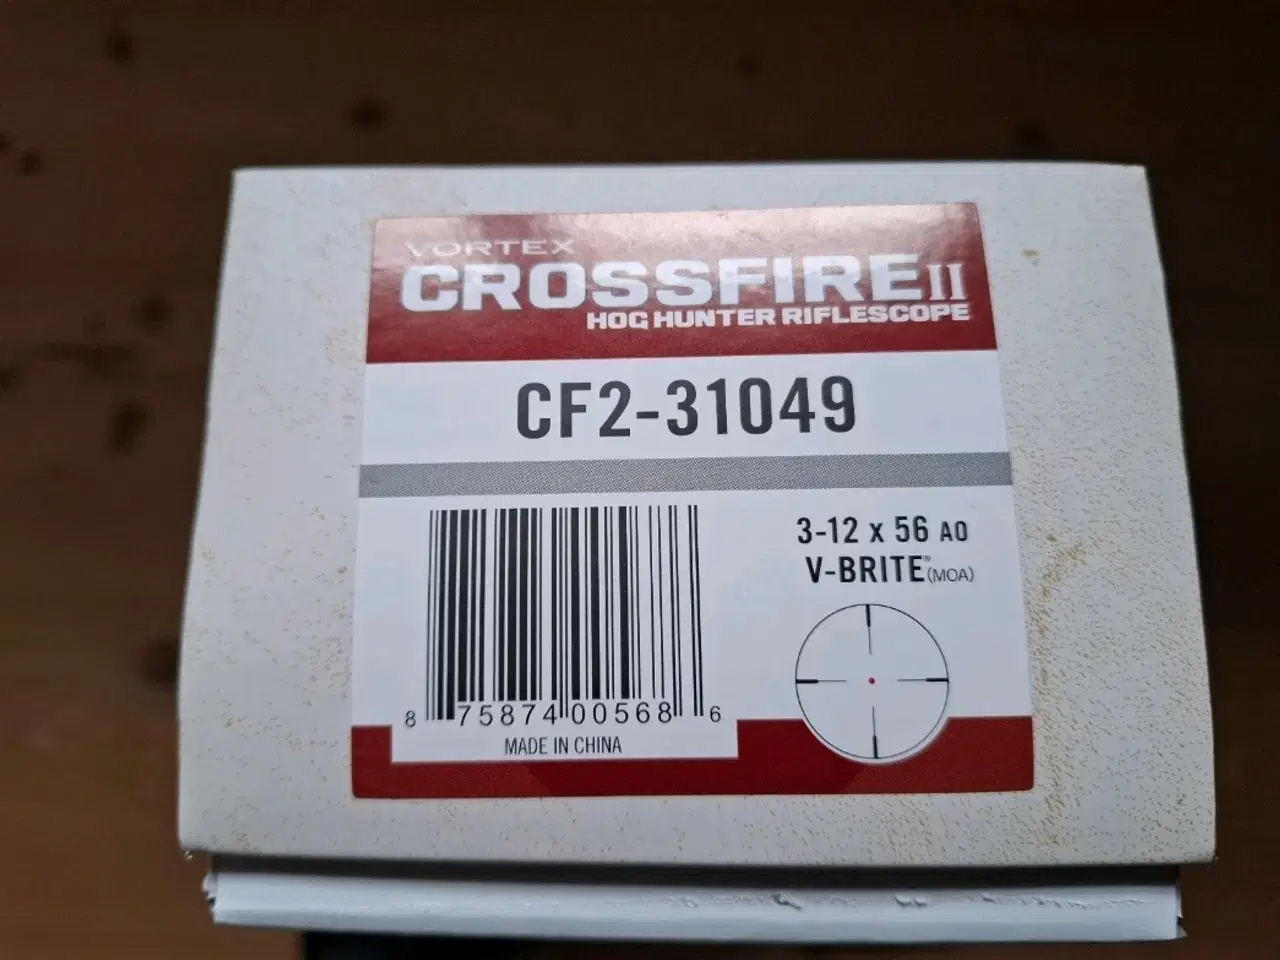 VORTEX
CROSSFIRE II
HOG HUNTER RIFLESCOPE
CF2-31049
3-12 x 56 AO
V-BRITE® (MOA)
8 75874 00568 6
MADE IN CHINA